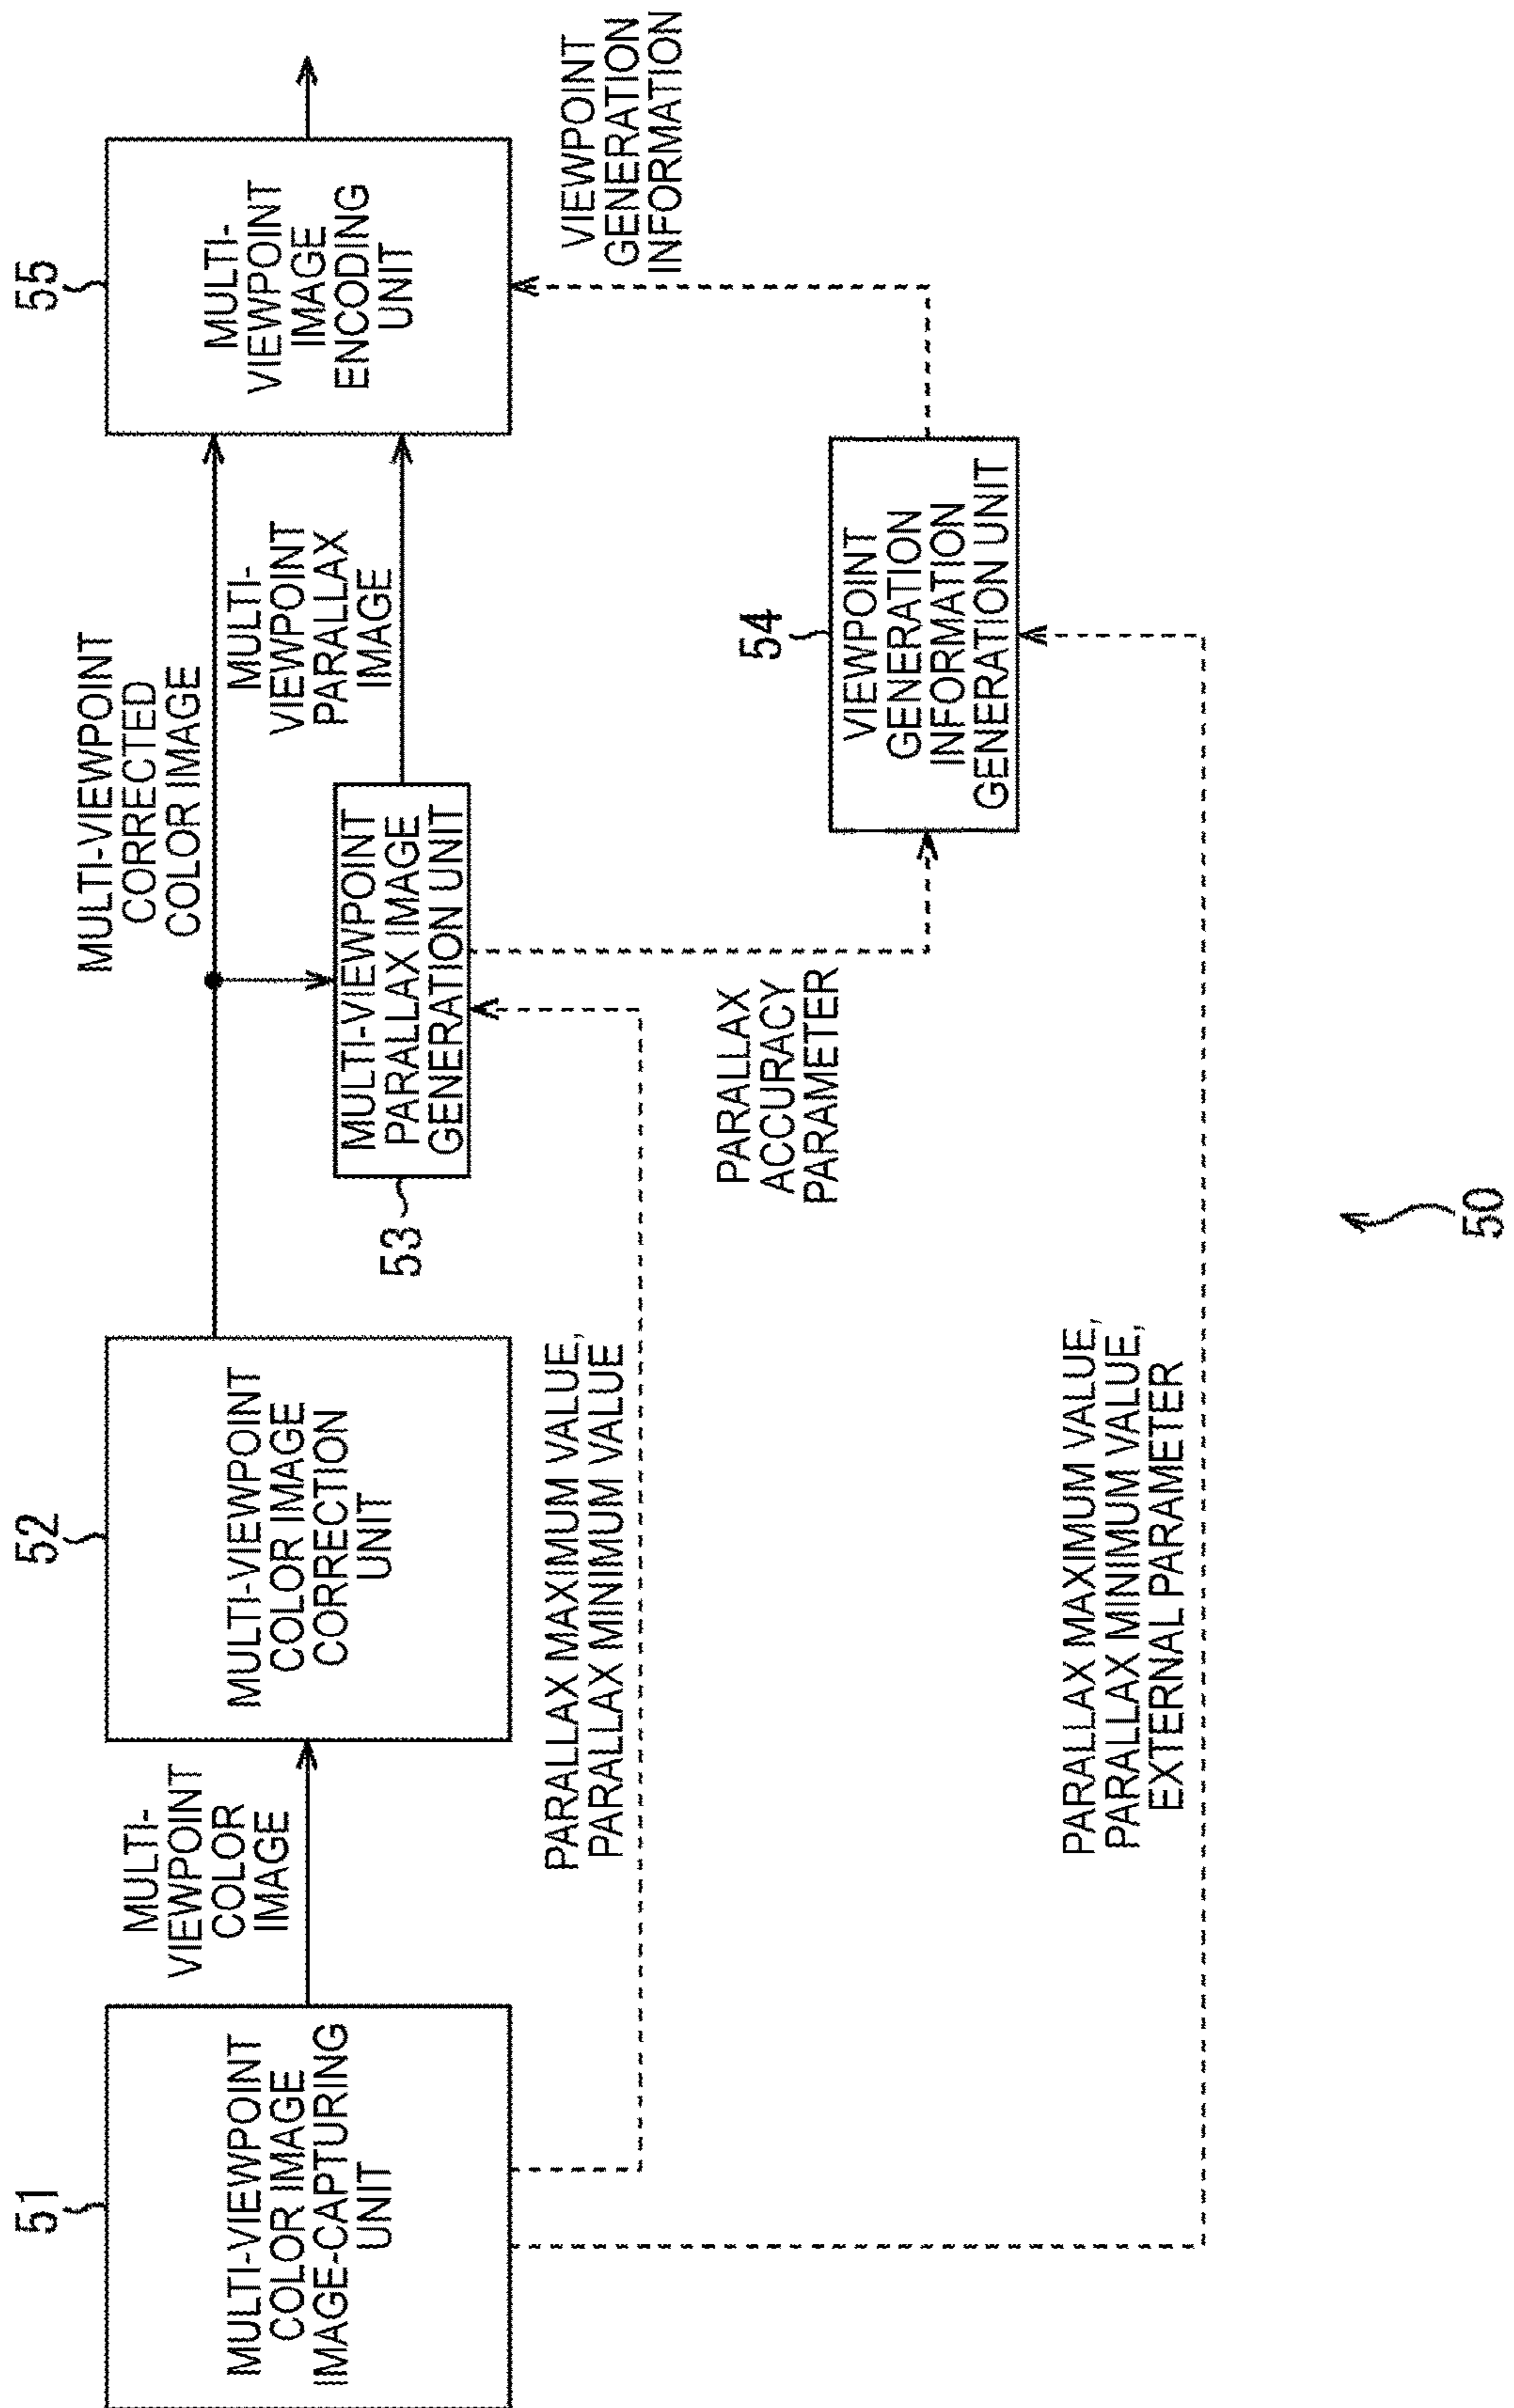 51
MULTI-VIEWPOINT
COLOR IMAGE
IMAGE-CAPTURING
UNIT
MULTI-
VIEWPOINT
COLOR
IMAGE
52
MULTI-VIEWPOINT
COLOR IMAGE
CORRECTION
UNIT
MULTI-VIEWPOINT
CORRECTED
COLOR IMAGE
53
MULTI-VIEWPOINT
PARALLAX IMAGE
GENERATION UNIT
MULTI-
VIEWPOINT
PARALLAX
IMAGE
55
MULTI-
VIEWPOINT
IMAGE
ENCODING
UNIT
PARALLAX MAXIMUM VALUE,
PARALLAX MINIMUM VALUE
PARALLAX
ACCURACY
PARAMETER
54
VIEWPOINT
GENERATION
INFORMATION
GENERATION UNIT
VIEWPOINT
GENERATION
INFORMATION
PARALLAX MAXIMUM VALUE,
PARALLAX MINIMUM VALUE,
EXTERNAL PARAMETER
50